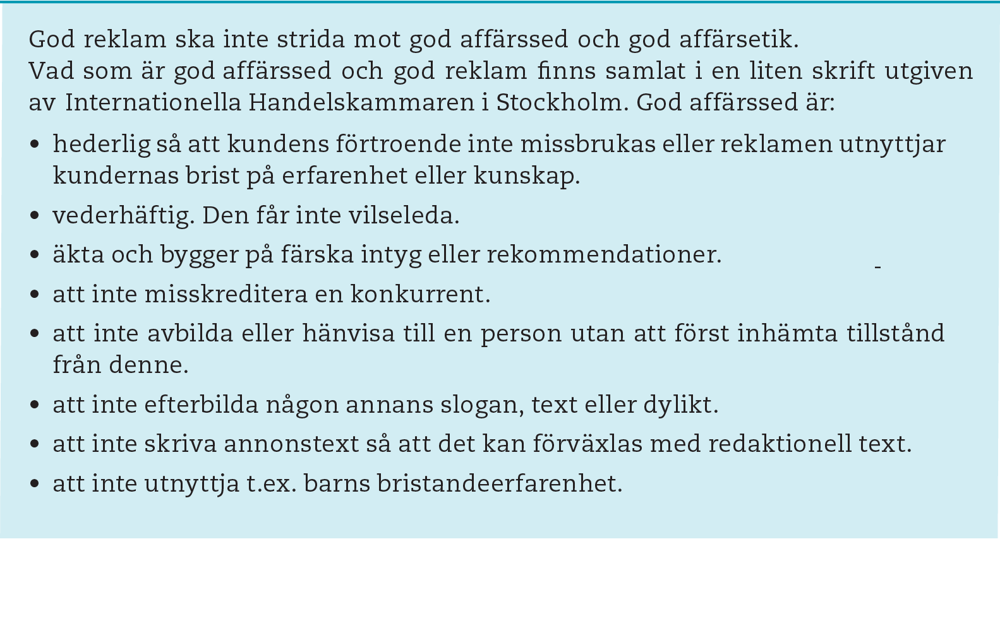 God reklam ska inte strida mot god affärssed och god affärsetik.
Vad som är god affärssed och god reklam finns samlat i en liten skrift utgiven
av Internationella Handelskammaren i Stockholm. God affärssed är:
• hederlig så att kundens förtroende inte missbrukas eller reklamen utnyttjar
kundernas brist på erfarenhet eller kunskap.
• vederhäftig. Den får inte vilseleda.
• äkta och bygger på färska intyg eller rekommendationer.
-
• att inte misskreditera en konkurrent.
• att inte avbilda eller hänvisa till en person utan att först inhämta tillstånd
från denne.
• att inte efterbilda någon annans slogan, text eller dylikt.
• att inte skriva annonstext så att det kan förväxlas med redaktionell text.
• att inte utnyttja t.ex. barns bristandeerfarenhet.